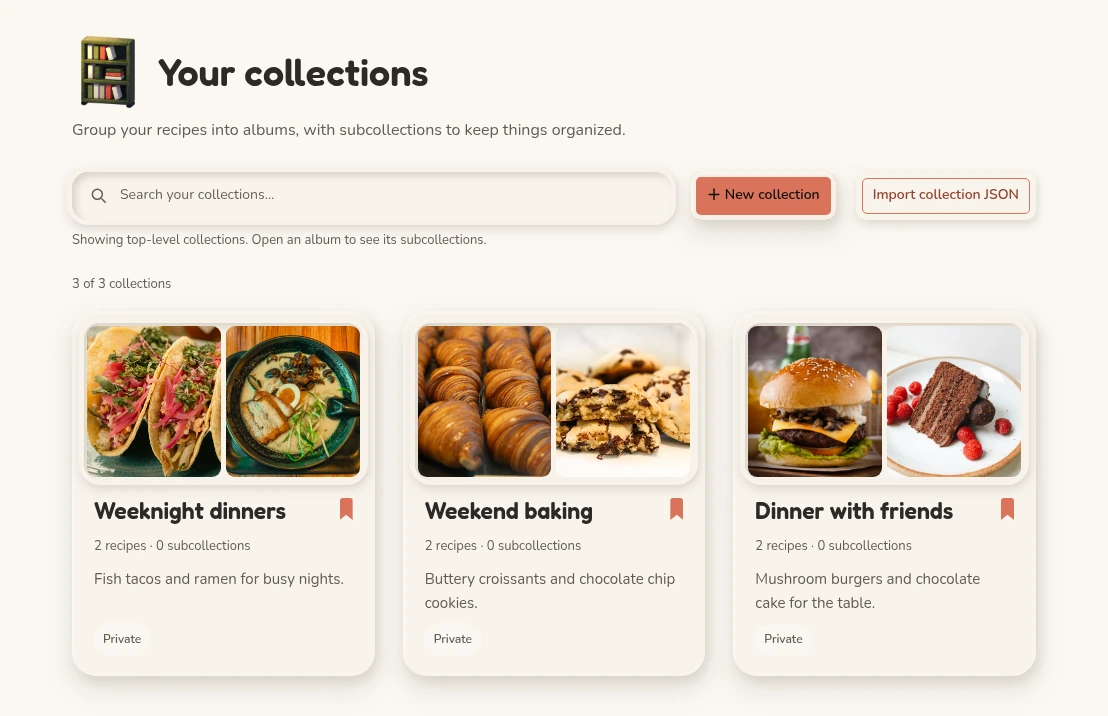 Your collections
Group your recipes into albums, with subcollections to keep things organized.
Search your collections...
+ New collection
Import collection JSON
Showing top-level collections. Open an album to see its subcollections.
3 of 3 collections
Weeknight dinners
2 recipes · 0 subcollections
Fish tacos and ramen for busy nights.
Private
Weekend baking
2 recipes · 0 subcollections
Buttery croissants and chocolate chip
cookies.
Private
Dinner with friends
2 recipes · 0 subcollections
Mushroom burgers and chocolate
cake for the table.
Private